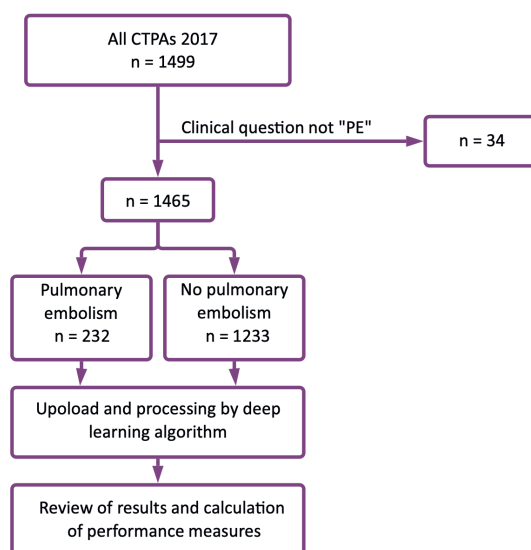 All CTPAs 2017
n = 1499
Clinical question not "PE"
n = 34
n = 1465
Pulmonary
embolism
n = 232
No pulmonary
embolism
n = 1233
Upoload and processing by deep
learning algorithm
Review of results and calculation
of performance measures